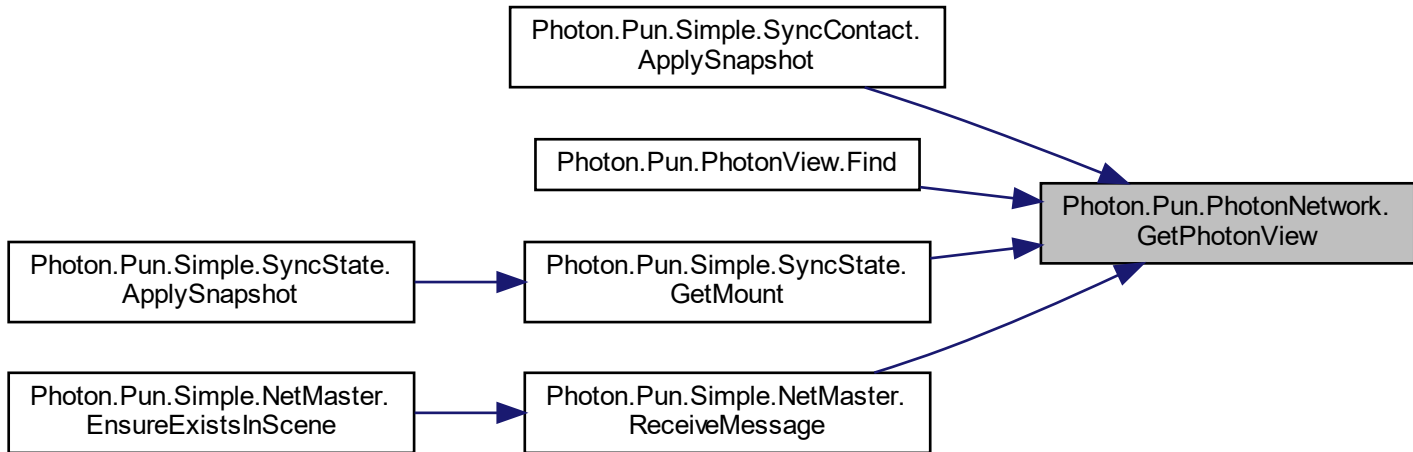 Photon.Pun.Simple.SyncContact.
ApplySnapshot
Photon.Pun.PhotonView.Find
Photon.Pun.PhotonNetwork.
GetPhotonView
Photon.Pun.Simple.SyncState.
ApplySnapshot
Photon.Pun.Simple.SyncState.
GetMount
Photon.Pun.Simple.NetMaster.
EnsureExistsInScene
Photon.Pun.Simple.NetMaster.
ReceiveMessage